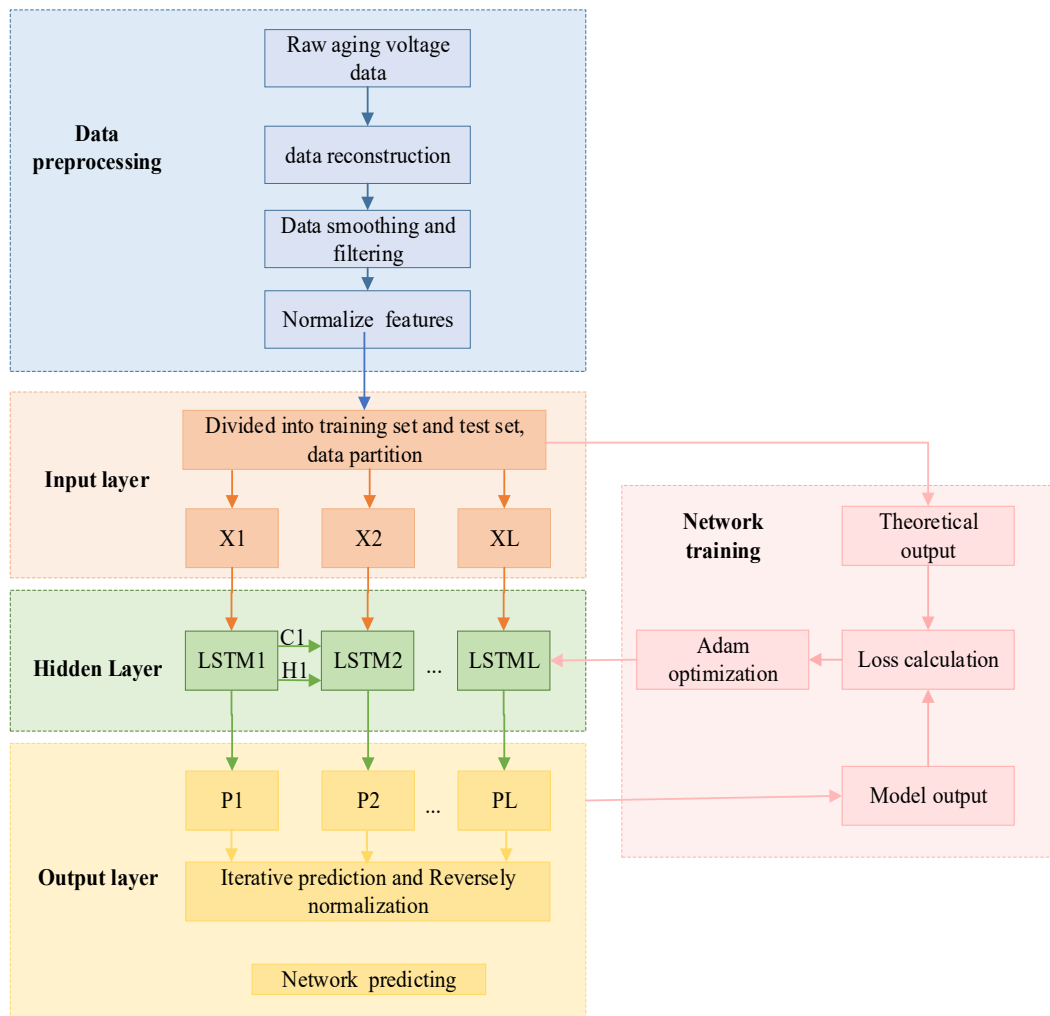 Raw aging voltage
data
Data
preprocessing
data reconstruction
Data smoothing and
filtering
Normalize features
Divided into training set and test set,
data partition
Input layer
X1
X2
XL
Network
training
Theoretical
output
Hidden Layer
LSTM1
C1
H1
LSTM2
...
LSTML
Adam
optimization
Loss calculation
P1
P2
...
PL
Model output
Output layer
Iterative prediction and Reversely
normalization
Network predicting